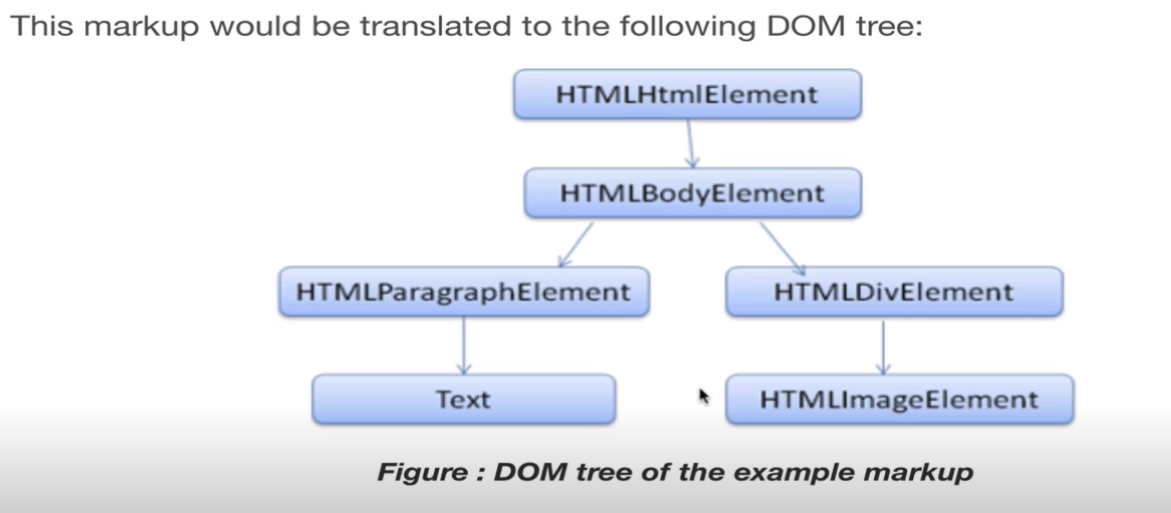 This markup would be translated to the following DOM tree:
HTMLHtmlElement
HTMLBodyElement
HTMLParagraphElement
HTMLDivElement
Text
HTMLImageElement
Figure : DOM tree of the example markup